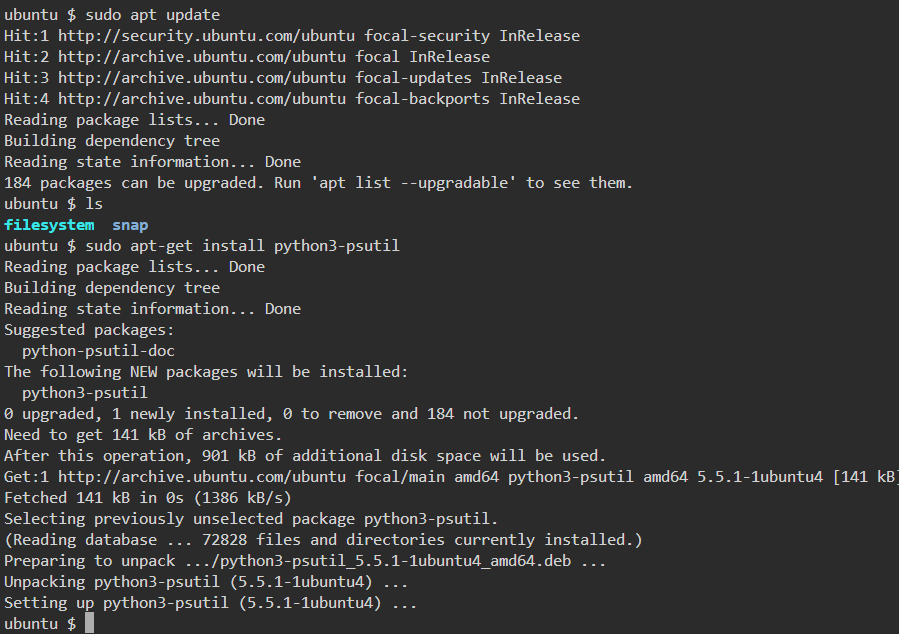 ubuntu $ sudo apt update
Hit:1 http://security.ubuntu.com/ubuntu focal-security InRelease
Hit:2 http://archive.ubuntu.com/ubuntu focal InRelease
Hit:3 http://archive.ubuntu.com/ubuntu focal-updates InRelease
Hit:4 http://archive.ubuntu.com/ubuntu focal-backports InRelease
Reading package lists... Done
Building dependency tree
Reading state information... Done
184 packages can be upgraded. Run 'apt list --upgradable' to see them.
ubuntu $ ls
filesystem  snap
ubuntu $ sudo apt-get install python3-psutil
Reading package lists... Done
Building dependency tree
Reading state information... Done
Suggested packages:
  python-psutil-doc
The following NEW packages will be installed:
  python3-psutil
0 upgraded, 1 newly installed, 0 to remove and 184 not upgraded.
Need to get 141 kB of archives.
After this operation, 901 kB of additional disk space will be used.
Get:1 http://archive.ubuntu.com/ubuntu focal/main amd64 python3-psutil amd64 5.5.1-1ubuntu4 [141 kB]
Fetched 141 kB in 0s (1386 kB/s)
Selecting previously unselected package python3-psutil.
(Reading database ... 72828 files and directories currently installed.)
Preparing to unpack .../python3-psutil_5.5.1-1ubuntu4_amd64.deb ...
Unpacking python3-psutil (5.5.1-1ubuntu4) ...
Setting up python3-psutil (5.5.1-1ubuntu4) ...
ubuntu $